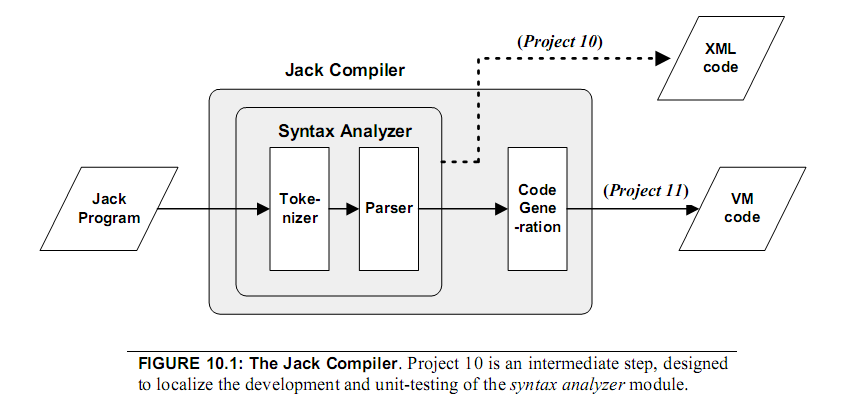 (Project 10)
XML
code
Jack Compiler
Syntax Analyzer
Jack
Program
Toke-
nizer
Parser
Code
Gene
-ration
(Project 11)
VM
code
FIGURE 10.1: The Jack Compiler. Project 10 is an intermediate step, designed
to localize the development and unit-testing of the syntax analyzer module.